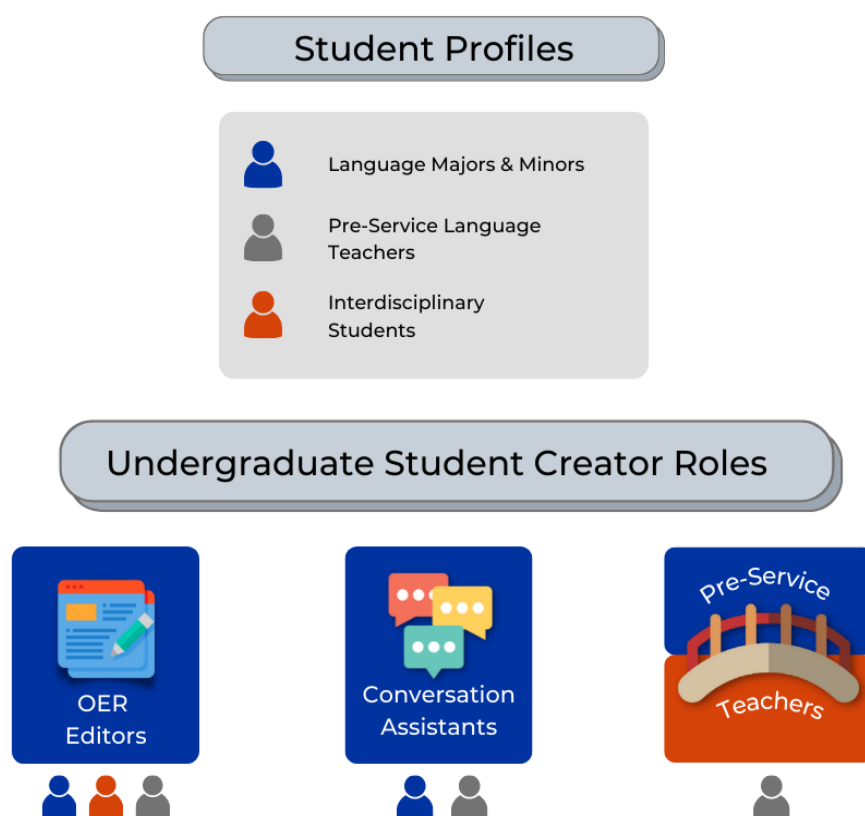 Student Profiles
Language Majors & Minors
Pre-Service Language
Teachers
Interdisciplinary
Students
Undergraduate Student Creator Roles
OER
Editors
Conversation
Assistants
Pre-Service
Teachers